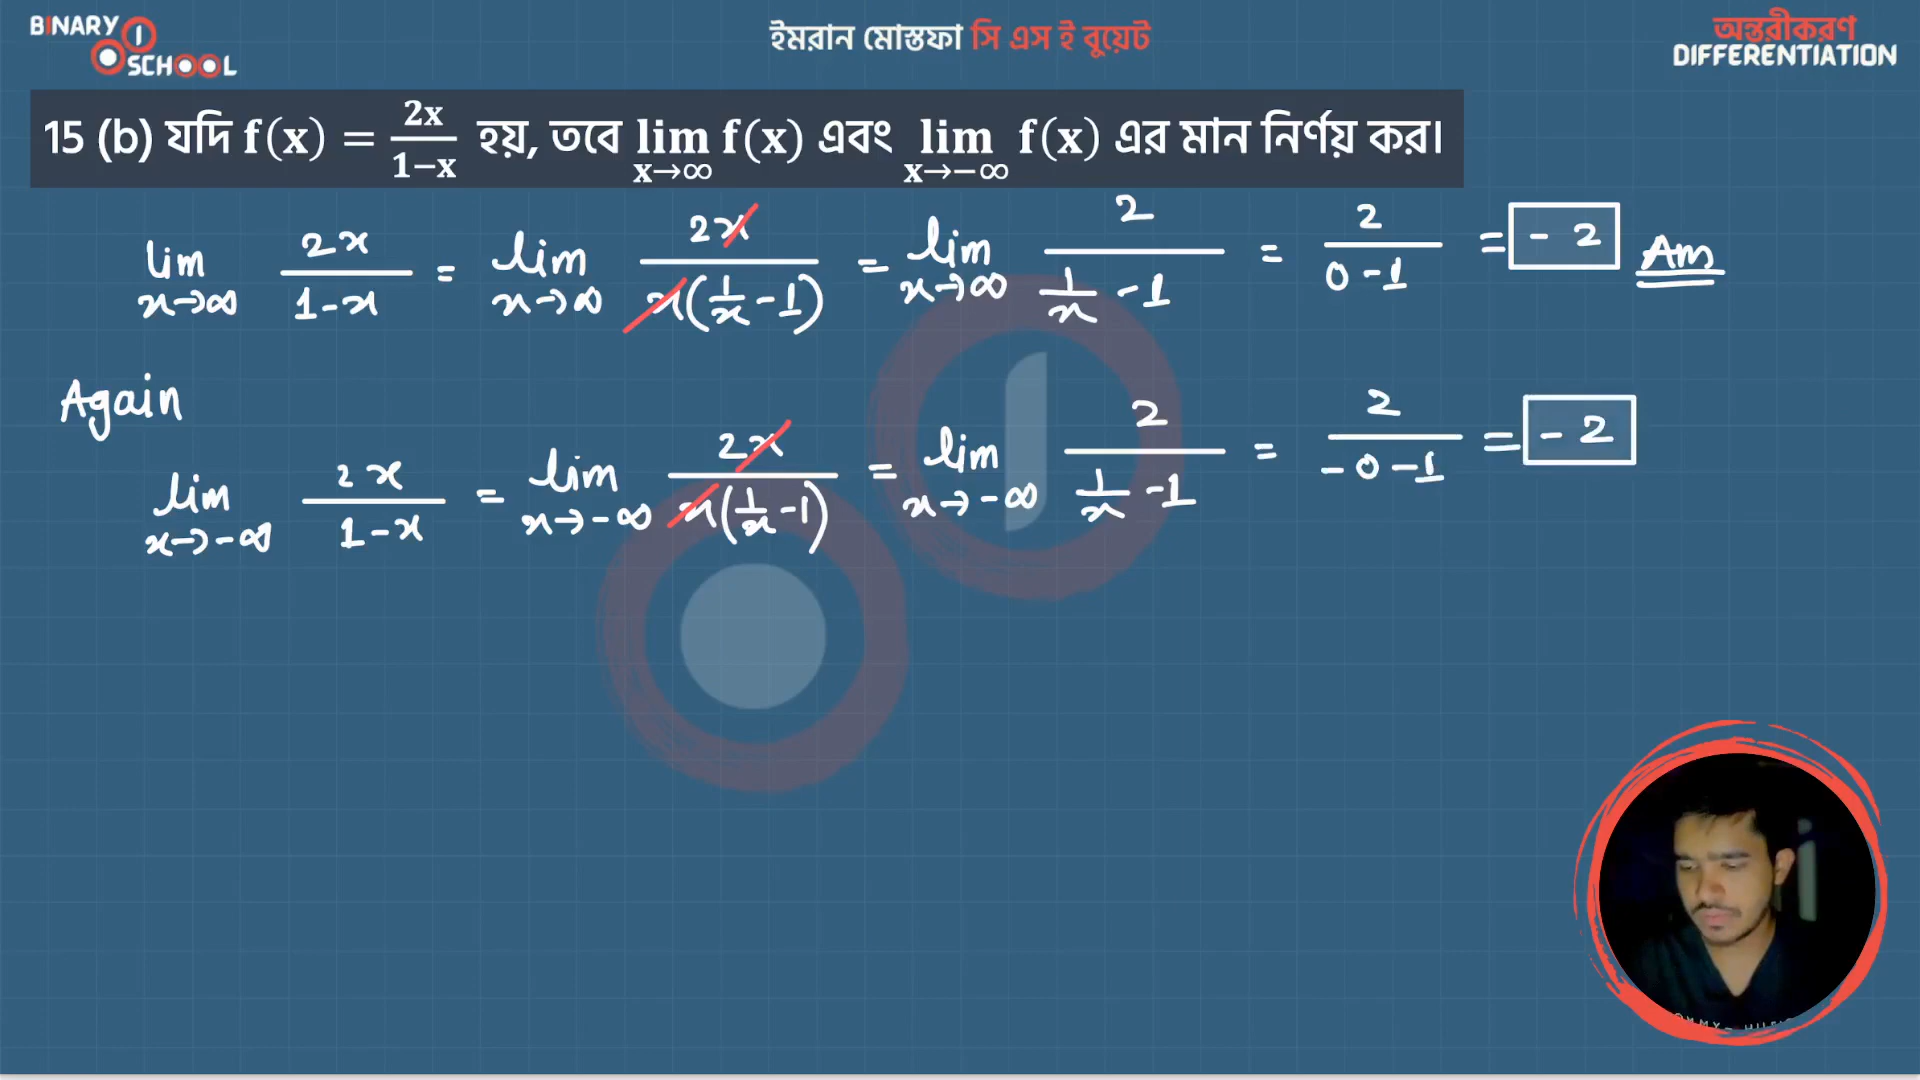 BINARY SCHOOL
ইমরান মোস্তফা সি এস ই বুয়েট
অন্তরীকরণ
DIFFERENTIATION
15 (b) যদি f(x) = 2x/1−x হয়, তবে lim x→∞ f(x) এবং lim x→−∞ f(x) এর মান নির্ণয় কর।
lim x→∞ 2x/1-x = lim x→∞ 2x/x(1/x -1) = lim x→∞ 2/1/x -1 = 2/0-1 = -2 Ans
Again
lim x→-∞ 2x/1-x = lim x→-∞ 2x/x(1/x -1) = lim x→-∞ 2/1/x -1 = 2/-0-1 = -2